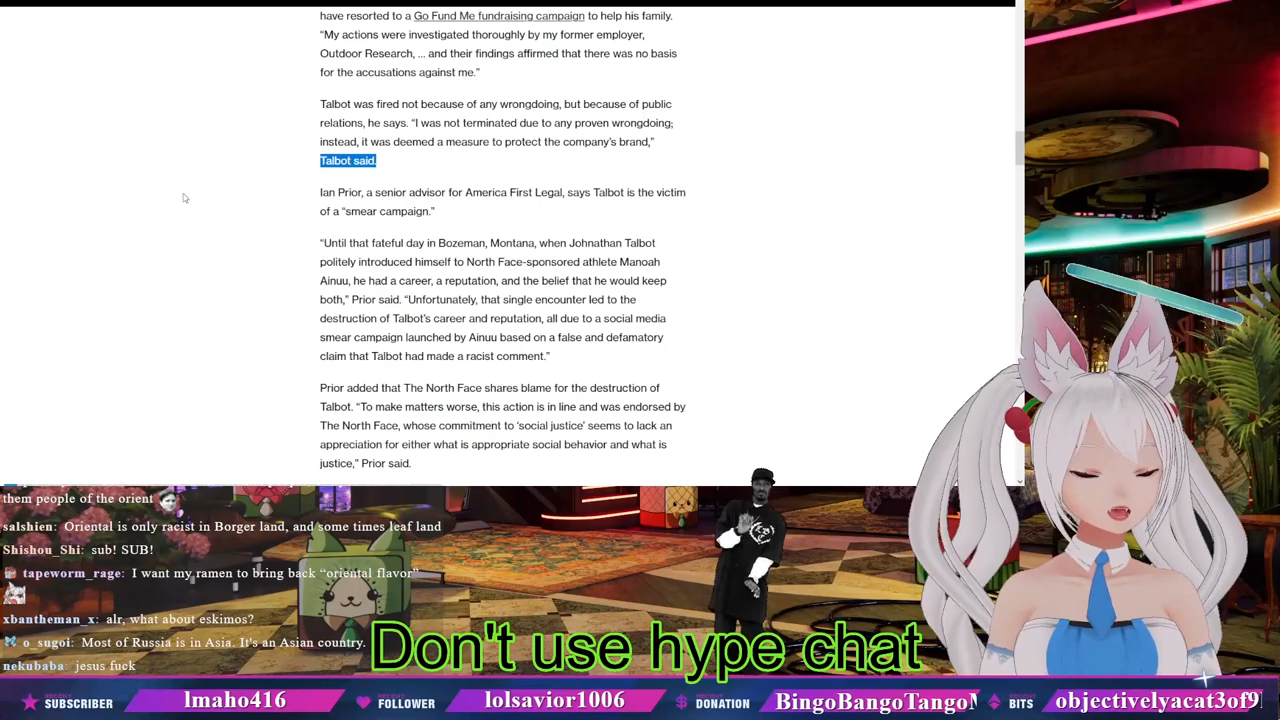 have resorted to a Go Fund Me fundraising campaign to help his family.
“My actions were investigated thoroughly by my former employer,
Outdoor Research, ... and their findings affirmed that there was no basis
for the accusations against me.”
Talbot was fired not because of any wrongdoing, but because of public
relations, he says. “I was not terminated due to any proven wrongdoing;
instead, it was deemed a measure to protect the company’s brand,”
Talbot said.
Ian Prior, a senior advisor for America First Legal, says Talbot is the victim
of a “smear campaign.”
“Until that fateful day in Bozeman, Montana, when Johnathan Talbot
politely introduced himself to North Face-sponsored athlete Manoah
Ainuu, he had a career, a reputation, and the belief that he would keep
both,” Prior said. “Unfortunately, that single encounter led to the
destruction of Talbot’s career and reputation, all due to a social media
smear campaign launched by Ainuu based on a false and defamatory
claim that Talbot had made a racist comment.”
Prior added that The North Face shares blame for the destruction of
Talbot. “To make matters worse, this action is in line and was endorsed by
The North Face, whose commitment to ‘social justice’ seems to lack an
appreciation for either what is appropriate social behavior and what is
justice,” Prior said.
them people of the orient
salshien: Oriental is only racist in Borger land, and some times leaf land
Shishou_Shi: sub! SUB!
tapeworm_rage: I want my ramen to bring back “oriental flavor”
xbantheman_x: alr, what about eskimos?
o_sugoi: Most of Russia is in Asia. It's an Asian country.
nekubaba: jesus fuck
Don't use hype chat
RECENT SUBSCRIBER lmaho416
RECENT FOLLOWER lolsavior1006
RECENT DONATION BingoBangoTango
RECENT BITS objectivelyacat3of9